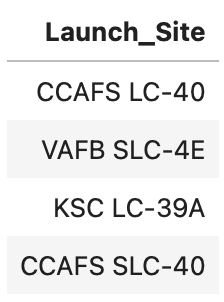 Launch_Site
CCAFS LC-40
VAFB SLC-4E
KSC LC-39A
CCAFS SLC-40